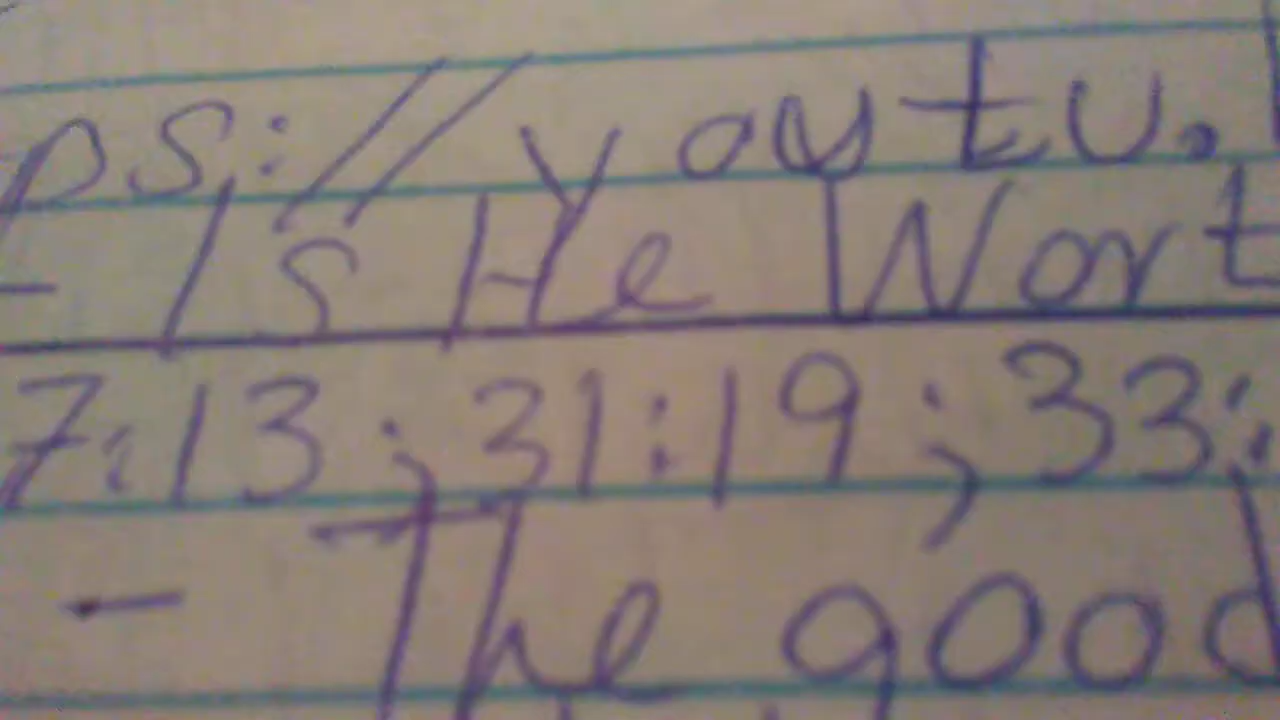 ps://youtu.
- Is He Wort
7:13; 31:19; 33:
- The good